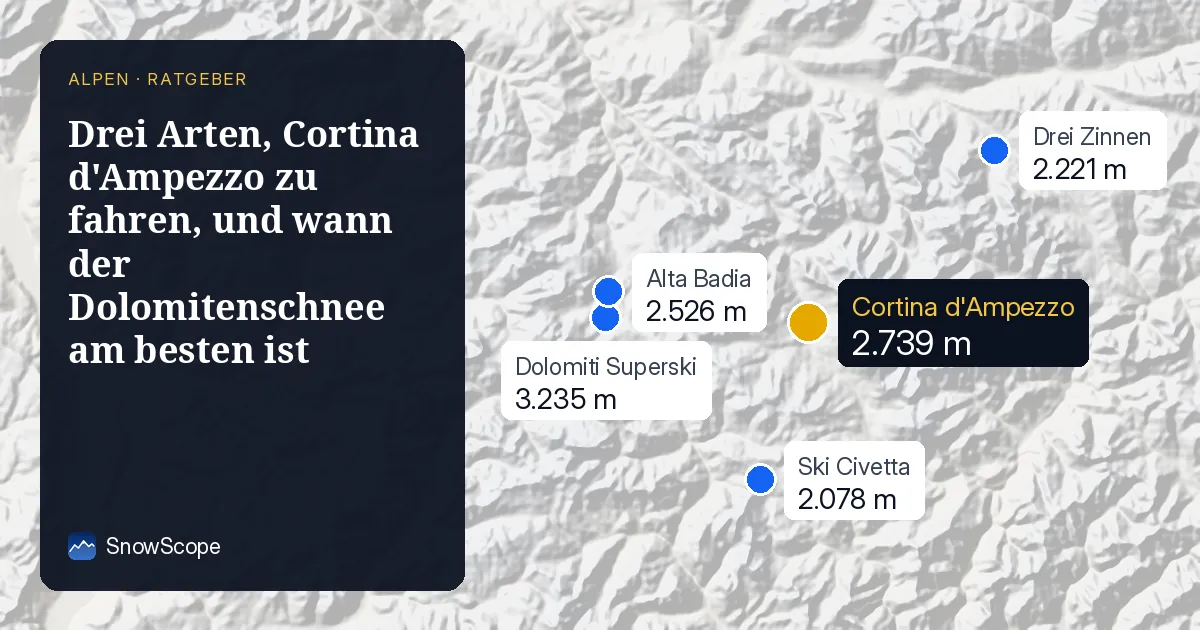 ALPEN · RATGEBER
Drei Arten, Cortina
d'Ampezzo zu
fahren, und wann
der
Dolomitenschnee
am besten ist
SnowScope
Drei Zinnen
2.221 m
Alta Badia
2.526 m
Cortina d'Ampezzo
2.739 m
Dolomiti Superski
3.235 m
Ski Civetta
2.078 m